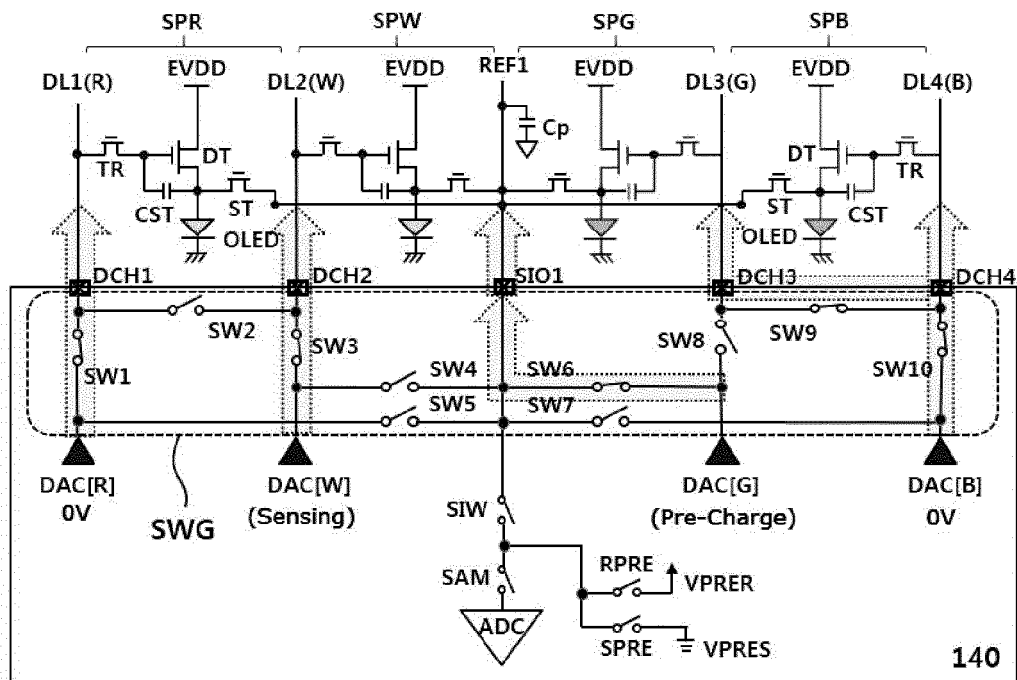 SPR SPW SPG SPB
DL1(R) EVDD DL2(W) EVDD REF1 EVDD DL3(G) EVDD DL4(B)
Cp
TR DT DT TR
CST ST ST CST
OLED OLED
DCH1 DCH2 SIO1 DCH3 DCH4
SW2 SW9
SW1 SW3 SW4 SW6 SW8 SW10
SW5 SW7
DAC[R] DAC[W] DAC[G] DAC[B]
0V (Sensing) (Pre-Charge) 0V
SWG SIW
SAM RPRE VPRER
ADC SPRE VPRES
140